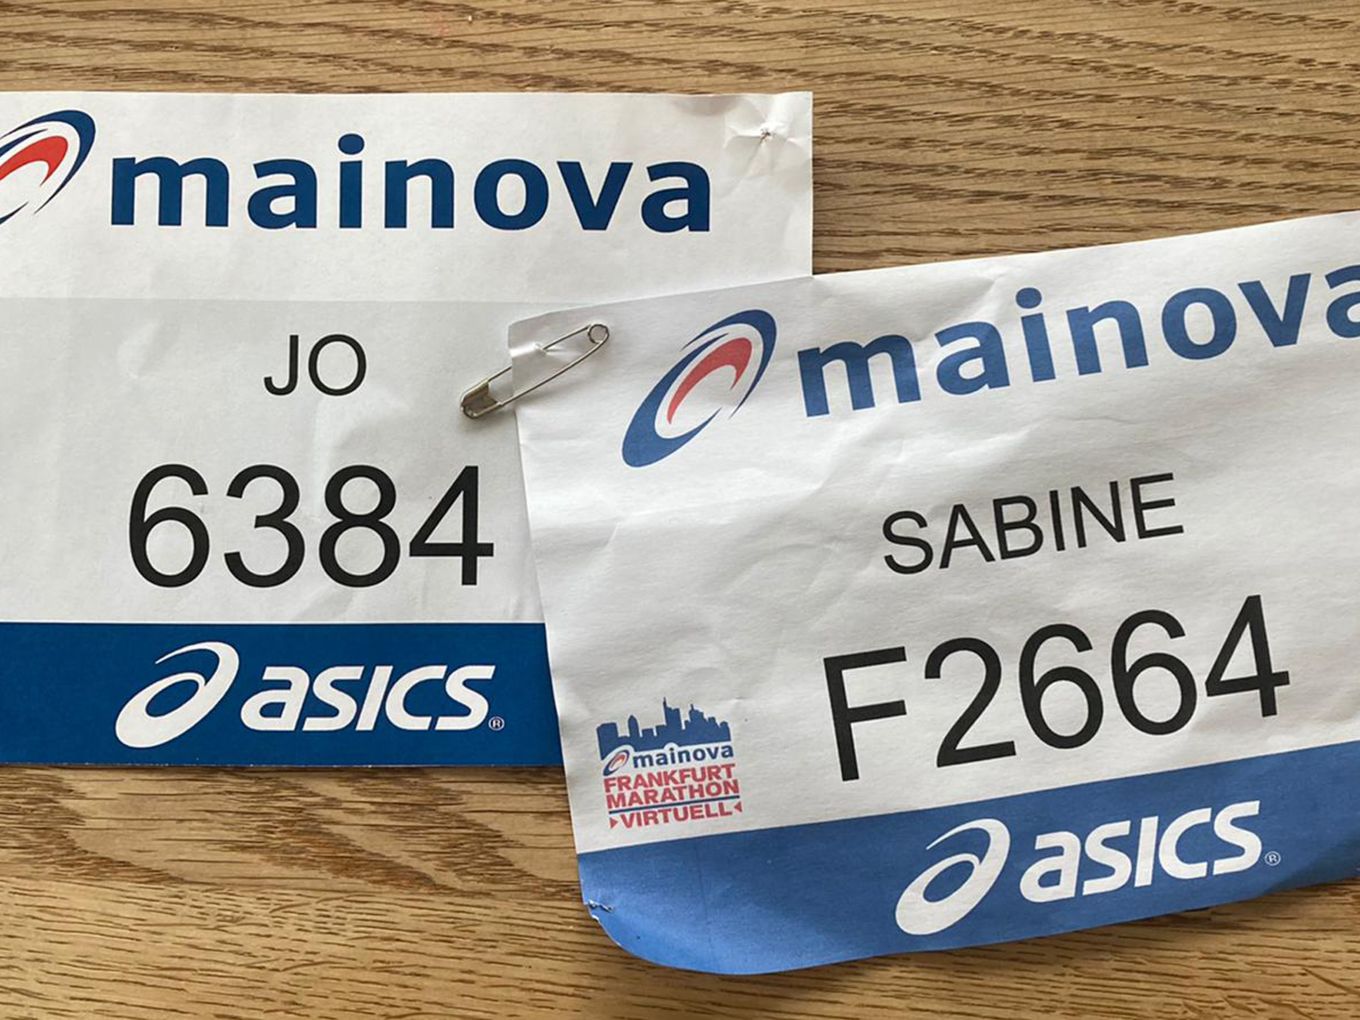 mainova
JO
6384
asics®
mainova
SABINE
F2664
mainova
FRANKFURT
MARATHON
VIRTUELL
asics®